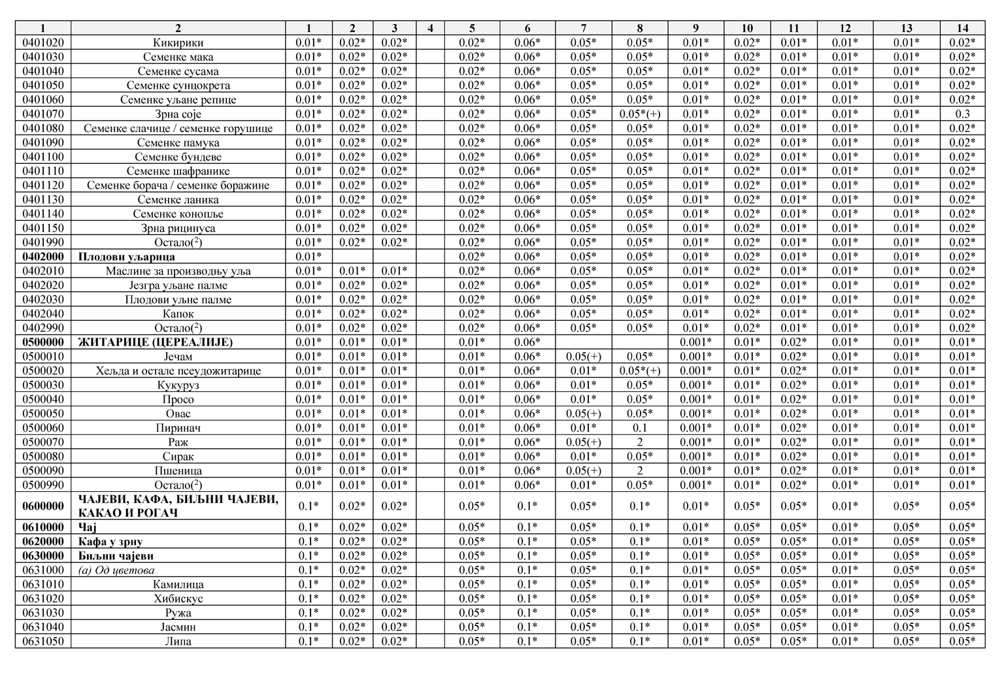 1 2 1 2 3 4 5 6 7 8 9 10 11 12 13 14
0401020 Кикирики 0.01* 0.02* 0.02* 0.02* 0.06* 0.05* 0.05* 0.01* 0.02* 0.01* 0.01* 0.01* 0.02*
0401030 Семенке мака 0.01* 0.02* 0.02* 0.02* 0.06* 0.05* 0.05* 0.01* 0.02* 0.01* 0.01* 0.01* 0.02*
0401040 Семенке сусама 0.01* 0.02* 0.02* 0.02* 0.06* 0.05* 0.05* 0.01* 0.02* 0.01* 0.01* 0.01* 0.02*
0401050 Семенке сунцокрета 0.01* 0.02* 0.02* 0.02* 0.06* 0.05* 0.05* 0.01* 0.02* 0.01* 0.01* 0.01* 0.02*
0401060 Семенке уљане репице 0.01* 0.02* 0.02* 0.02* 0.06* 0.05* 0.05* 0.01* 0.02* 0.01* 0.01* 0.01* 0.02*
0401070 Зрна соје 0.01* 0.02* 0.02* 0.02* 0.06* 0.05* 0.05*(+) 0.01* 0.02* 0.01* 0.01* 0.01* 0.3
0401080 Семенке слачице / семенке горушице 0.01* 0.02* 0.02* 0.02* 0.06* 0.05* 0.05* 0.01* 0.02* 0.01* 0.01* 0.01* 0.02*
0401090 Семенке памука 0.01* 0.02* 0.02* 0.02* 0.06* 0.05* 0.05* 0.01* 0.02* 0.01* 0.01* 0.01* 0.02*
0401100 Семенке бундеве 0.01* 0.02* 0.02* 0.02* 0.06* 0.05* 0.05* 0.01* 0.02* 0.01* 0.01* 0.01* 0.02*
0401110 Семенке шафранике 0.01* 0.02* 0.02* 0.02* 0.06* 0.05* 0.05* 0.01* 0.02* 0.01* 0.01* 0.01* 0.02*
0401120 Семенке борача / семенке боражине 0.01* 0.02* 0.02* 0.02* 0.06* 0.05* 0.05* 0.01* 0.02* 0.01* 0.01* 0.01* 0.02*
0401130 Семенке ланика 0.01* 0.02* 0.02* 0.02* 0.06* 0.05* 0.05* 0.01* 0.02* 0.01* 0.01* 0.01* 0.02*
0401140 Семенке конопље 0.01* 0.02* 0.02* 0.02* 0.06* 0.05* 0.05* 0.01* 0.02* 0.01* 0.01* 0.01* 0.02*
0401150 Зрна рицинуса 0.01* 0.02* 0.02* 0.02* 0.06* 0.05* 0.05* 0.01* 0.02* 0.01* 0.01* 0.01* 0.02*
0401990 Остало(²) 0.01* 0.02* 0.02* 0.02* 0.06* 0.05* 0.05* 0.01* 0.02* 0.01* 0.01* 0.01* 0.02*
0402000 Плодови уљарица 0.01* 0.02* 0.06* 0.05* 0.05* 0.01* 0.02* 0.01* 0.01* 0.01* 0.02*
0402010 Маслине за производњу уља 0.01* 0.01* 0.01* 0.02* 0.06* 0.05* 0.05* 0.01* 0.02* 0.01* 0.01* 0.01* 0.02*
0402020 Језгра уљане палме 0.01* 0.02* 0.02* 0.02* 0.06* 0.05* 0.05* 0.01* 0.02* 0.01* 0.01* 0.01* 0.02*
0402030 Плодови уљне палме 0.01* 0.02* 0.02* 0.02* 0.06* 0.05* 0.05* 0.01* 0.02* 0.01* 0.01* 0.01* 0.02*
0402040 Капок 0.01* 0.02* 0.02* 0.02* 0.06* 0.05* 0.05* 0.01* 0.02* 0.01* 0.01* 0.01* 0.02*
0402990 Остало(²) 0.01* 0.02* 0.02* 0.02* 0.06* 0.05* 0.05* 0.01* 0.02* 0.01* 0.01* 0.01* 0.02*
0500000 ЖИТАРИЦЕ (ЦЕРЕАЛИЈЕ) 0.01* 0.01* 0.01* 0.01* 0.06* 0.001* 0.01* 0.02* 0.01* 0.01* 0.01*
0500010 Јечам 0.01* 0.01* 0.01* 0.01* 0.06* 0.05(+) 0.05* 0.001* 0.01* 0.02* 0.01* 0.01* 0.01*
0500020 Хељда и остале псеудожитарице 0.01* 0.01* 0.01* 0.01* 0.06* 0.01* 0.05*(+) 0.001* 0.01* 0.02* 0.01* 0.01* 0.01*
0500030 Кукуруз 0.01* 0.01* 0.01* 0.01* 0.06* 0.01* 0.05* 0.001* 0.01* 0.02* 0.01* 0.01* 0.01*
0500040 Просо 0.01* 0.01* 0.01* 0.01* 0.06* 0.01* 0.05* 0.001* 0.01* 0.02* 0.01* 0.01* 0.01*
0500050 Овас 0.01* 0.01* 0.01* 0.01* 0.06* 0.05(+) 0.05* 0.001* 0.01* 0.02* 0.01* 0.01* 0.01*
0500060 Пиринач 0.01* 0.01* 0.01* 0.01* 0.06* 0.01* 0.1 0.001* 0.01* 0.02* 0.01* 0.01* 0.01*
0500070 Раж 0.01* 0.01* 0.01* 0.01* 0.06* 0.05(+) 2 0.001* 0.01* 0.02* 0.01* 0.01* 0.01*
0500080 Сирак 0.01* 0.01* 0.01* 0.01* 0.06* 0.01* 0.05* 0.001* 0.01* 0.02* 0.01* 0.01* 0.01*
0500090 Пшеница 0.01* 0.01* 0.01* 0.01* 0.06* 0.05(+) 2 0.001* 0.01* 0.02* 0.01* 0.01* 0.01*
0500990 Остало(²) 0.01* 0.01* 0.01* 0.01* 0.06* 0.01* 0.05* 0.001* 0.01* 0.02* 0.01* 0.01* 0.01*
0600000 ЧАЈЕВИ, КАФА, БИЉНИ ЧАЈЕВИ,
КАКАО И РОГАЧ 0.1* 0.02* 0.02* 0.05* 0.1* 0.05* 0.1* 0.01* 0.05* 0.05* 0.01* 0.05* 0.05*
0610000 Чај 0.1* 0.02* 0.02* 0.05* 0.1* 0.05* 0.1* 0.01* 0.05* 0.05* 0.01* 0.05* 0.05*
0620000 Кафа у зрну 0.1* 0.02* 0.02* 0.05* 0.1* 0.05* 0.1* 0.01* 0.05* 0.05* 0.01* 0.05* 0.05*
0630000 Биљни чајеви 0.1* 0.02* 0.02* 0.05* 0.1* 0.05* 0.1* 0.01* 0.05* 0.05* 0.01* 0.05* 0.05*
0631000 (а) Од цветова 0.1* 0.02* 0.02* 0.05* 0.1* 0.05* 0.1* 0.01* 0.05* 0.05* 0.01* 0.05* 0.05*
0631010 Камилица 0.1* 0.02* 0.02* 0.05* 0.1* 0.05* 0.1* 0.01* 0.05* 0.05* 0.01* 0.05* 0.05*
0631020 Хибискус 0.1* 0.02* 0.02* 0.05* 0.1* 0.05* 0.1* 0.01* 0.05* 0.05* 0.01* 0.05* 0.05*
0631030 Ружа 0.1* 0.02* 0.02* 0.05* 0.1* 0.05* 0.1* 0.01* 0.05* 0.05* 0.01* 0.05* 0.05*
0631040 Јасмин 0.1* 0.02* 0.02* 0.05* 0.1* 0.05* 0.1* 0.01* 0.05* 0.05* 0.01* 0.05* 0.05*
0631050 Липа 0.1* 0.02* 0.02* 0.05* 0.1* 0.05* 0.1* 0.01* 0.05* 0.05* 0.01* 0.05* 0.05*